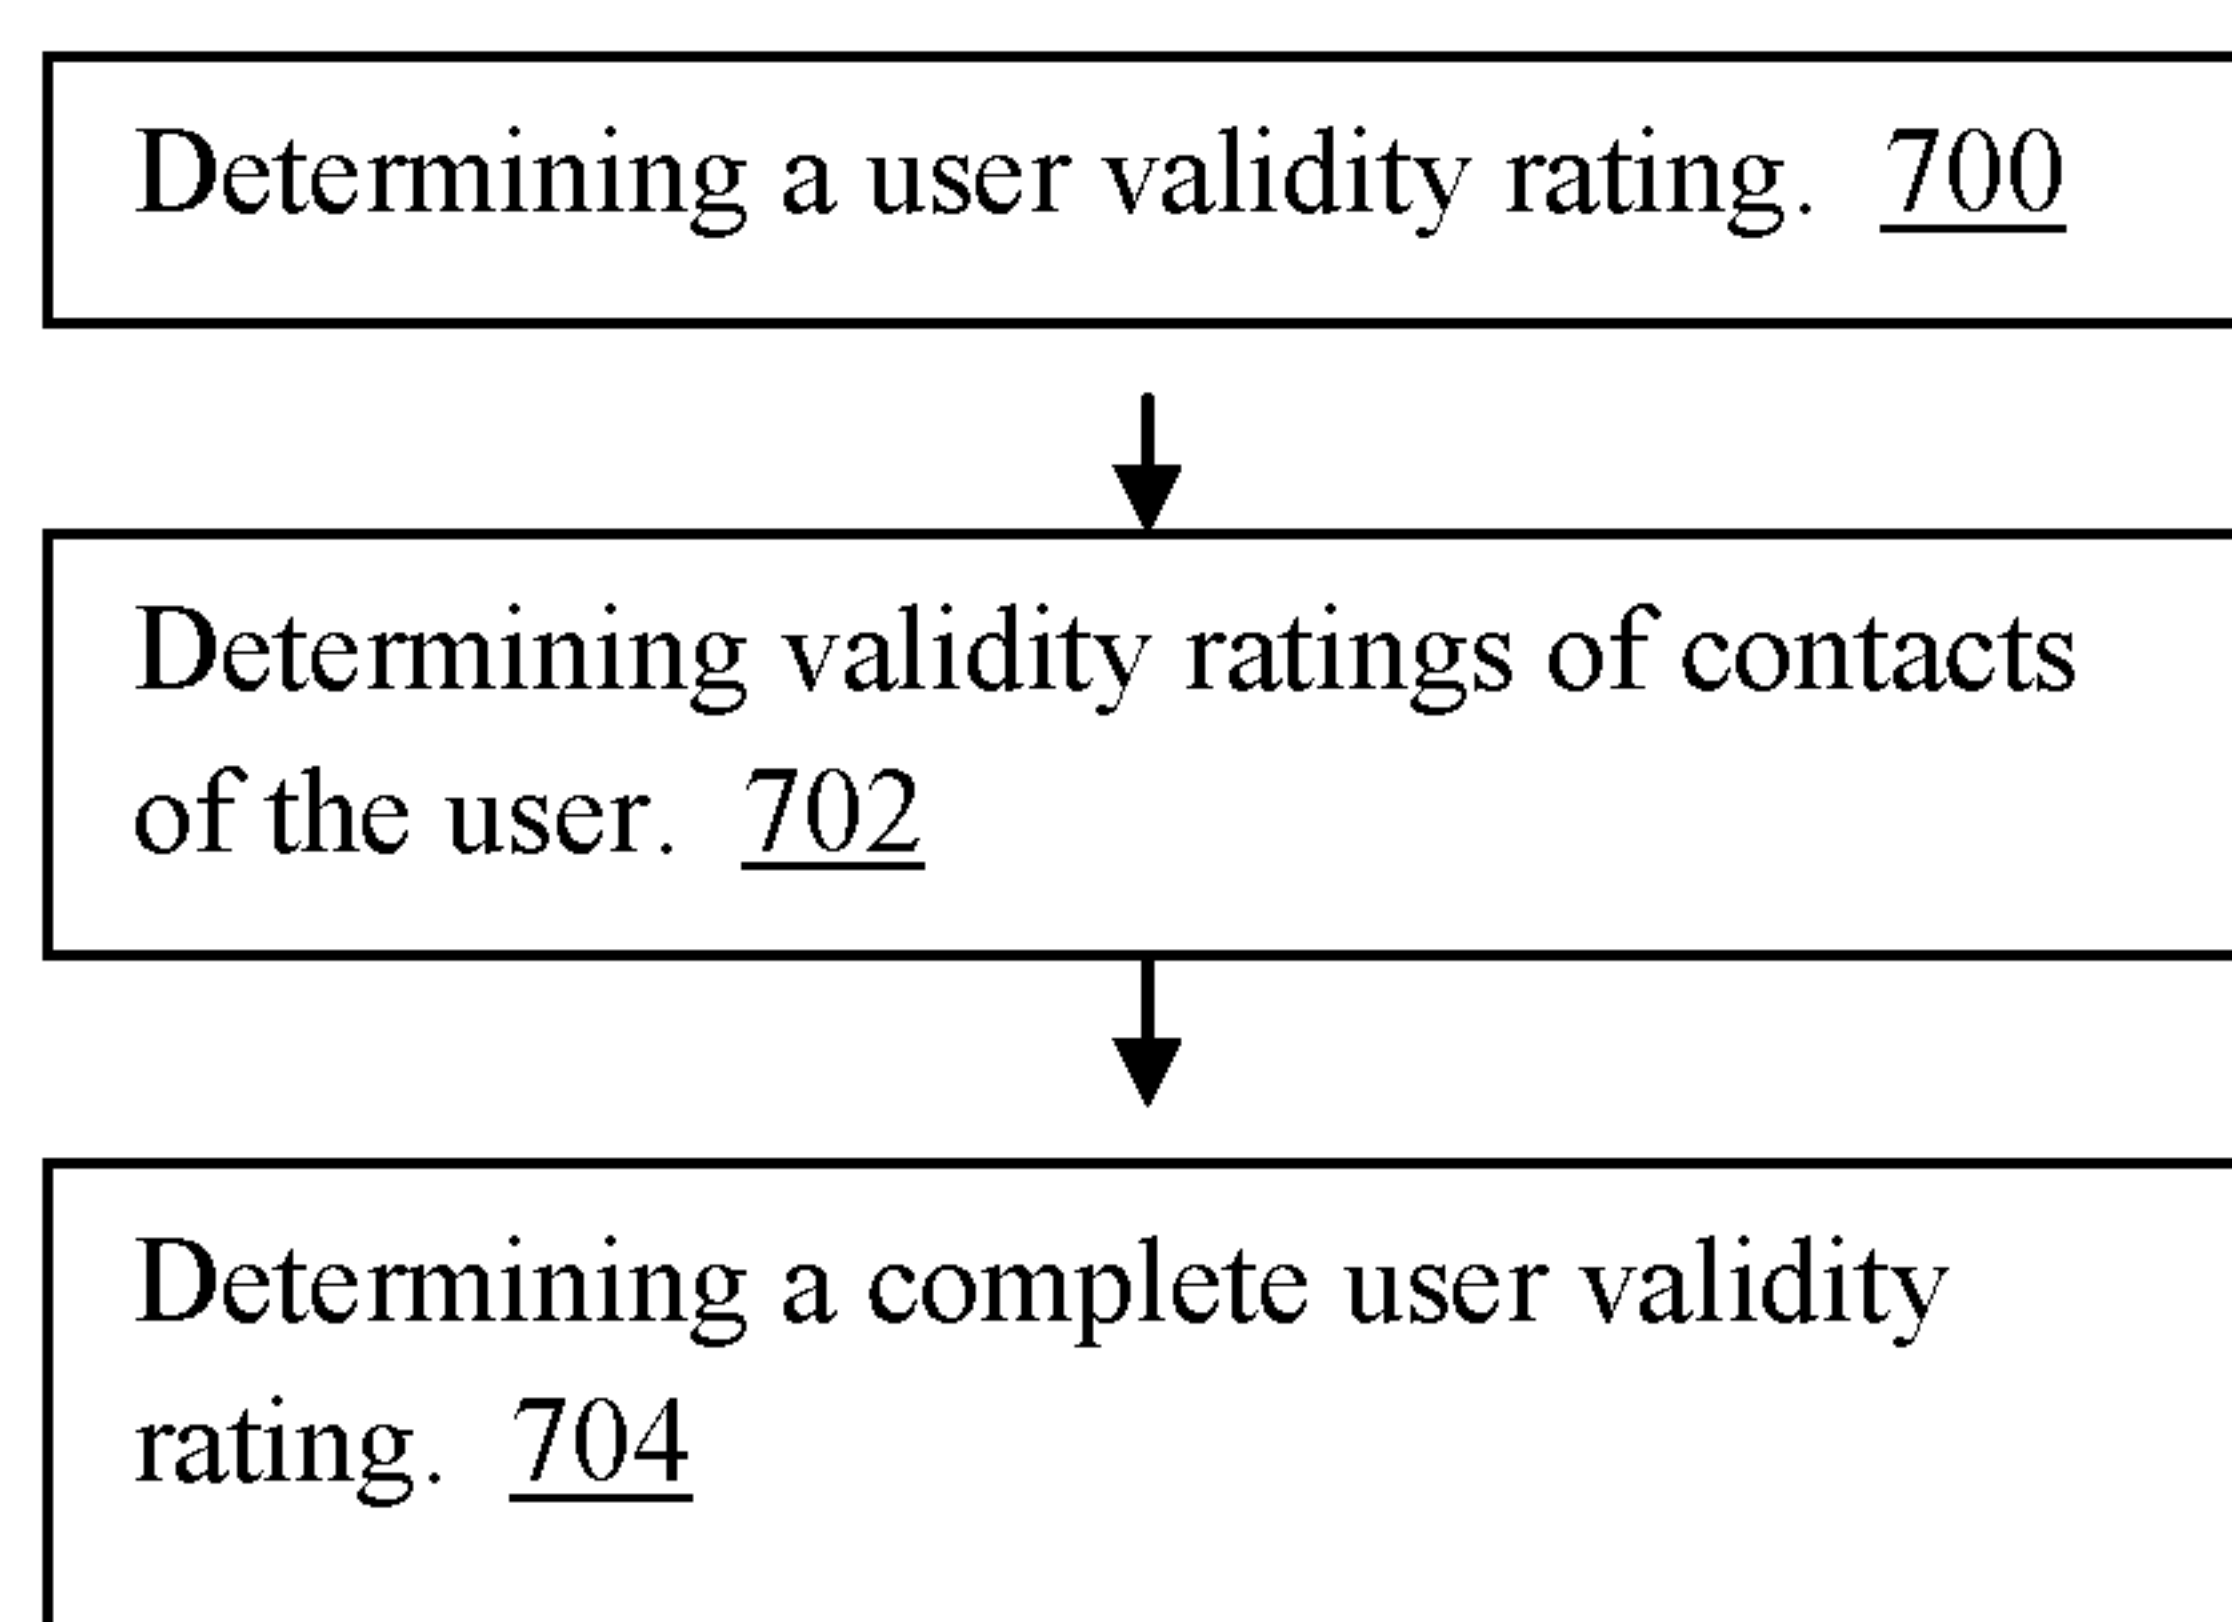 Determining a user validity rating. 700
Determining validity ratings of contacts
of the user. 702
Determining a complete user validity
rating. 704